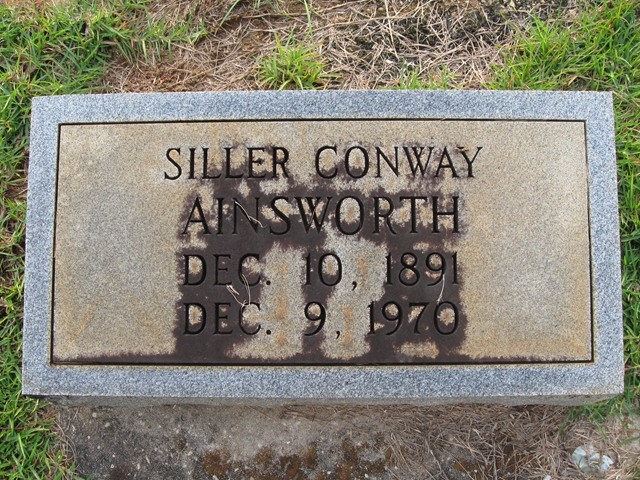 SILLER CONWAY
AINSWORTH
DEC. 10, 1891
DEC. 9, 1970